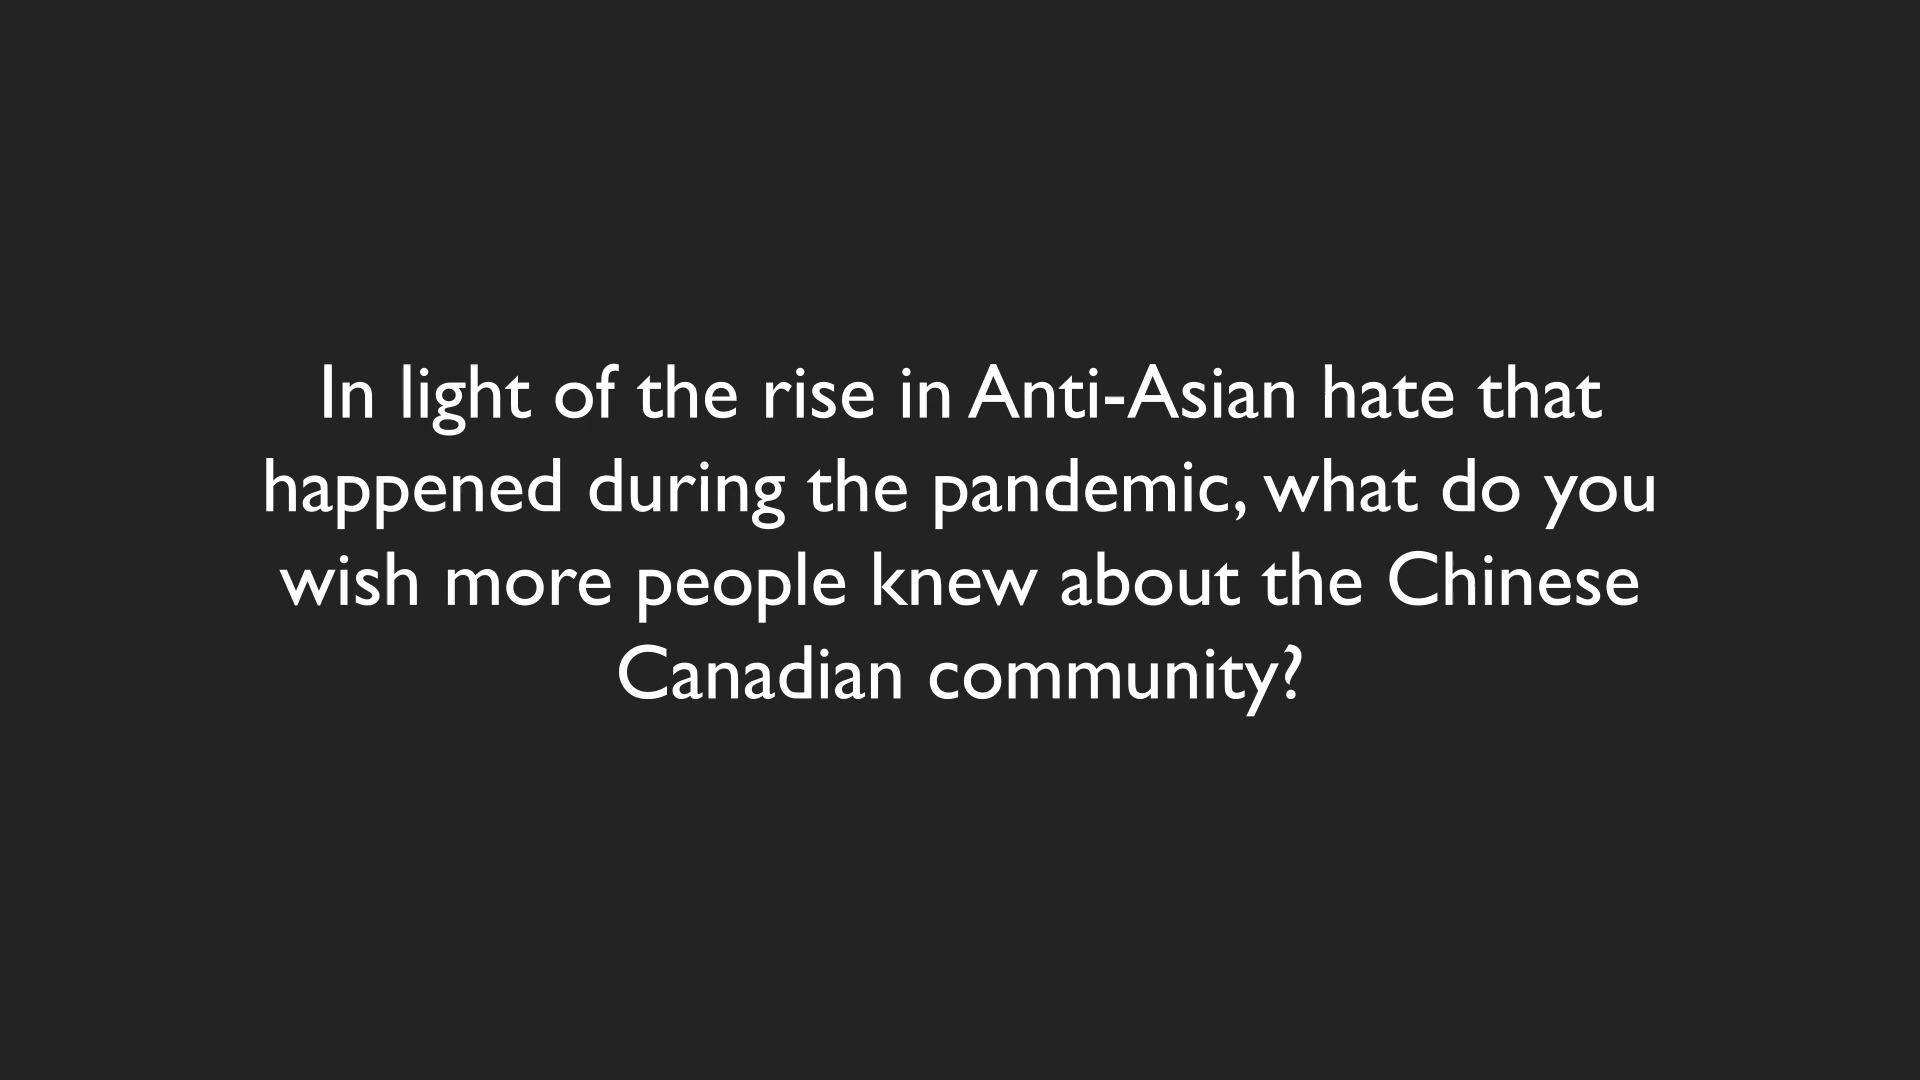 In light of the rise in Anti-Asian hate that
happened during the pandemic, what do you
wish more people knew about the Chinese
Canadian community?